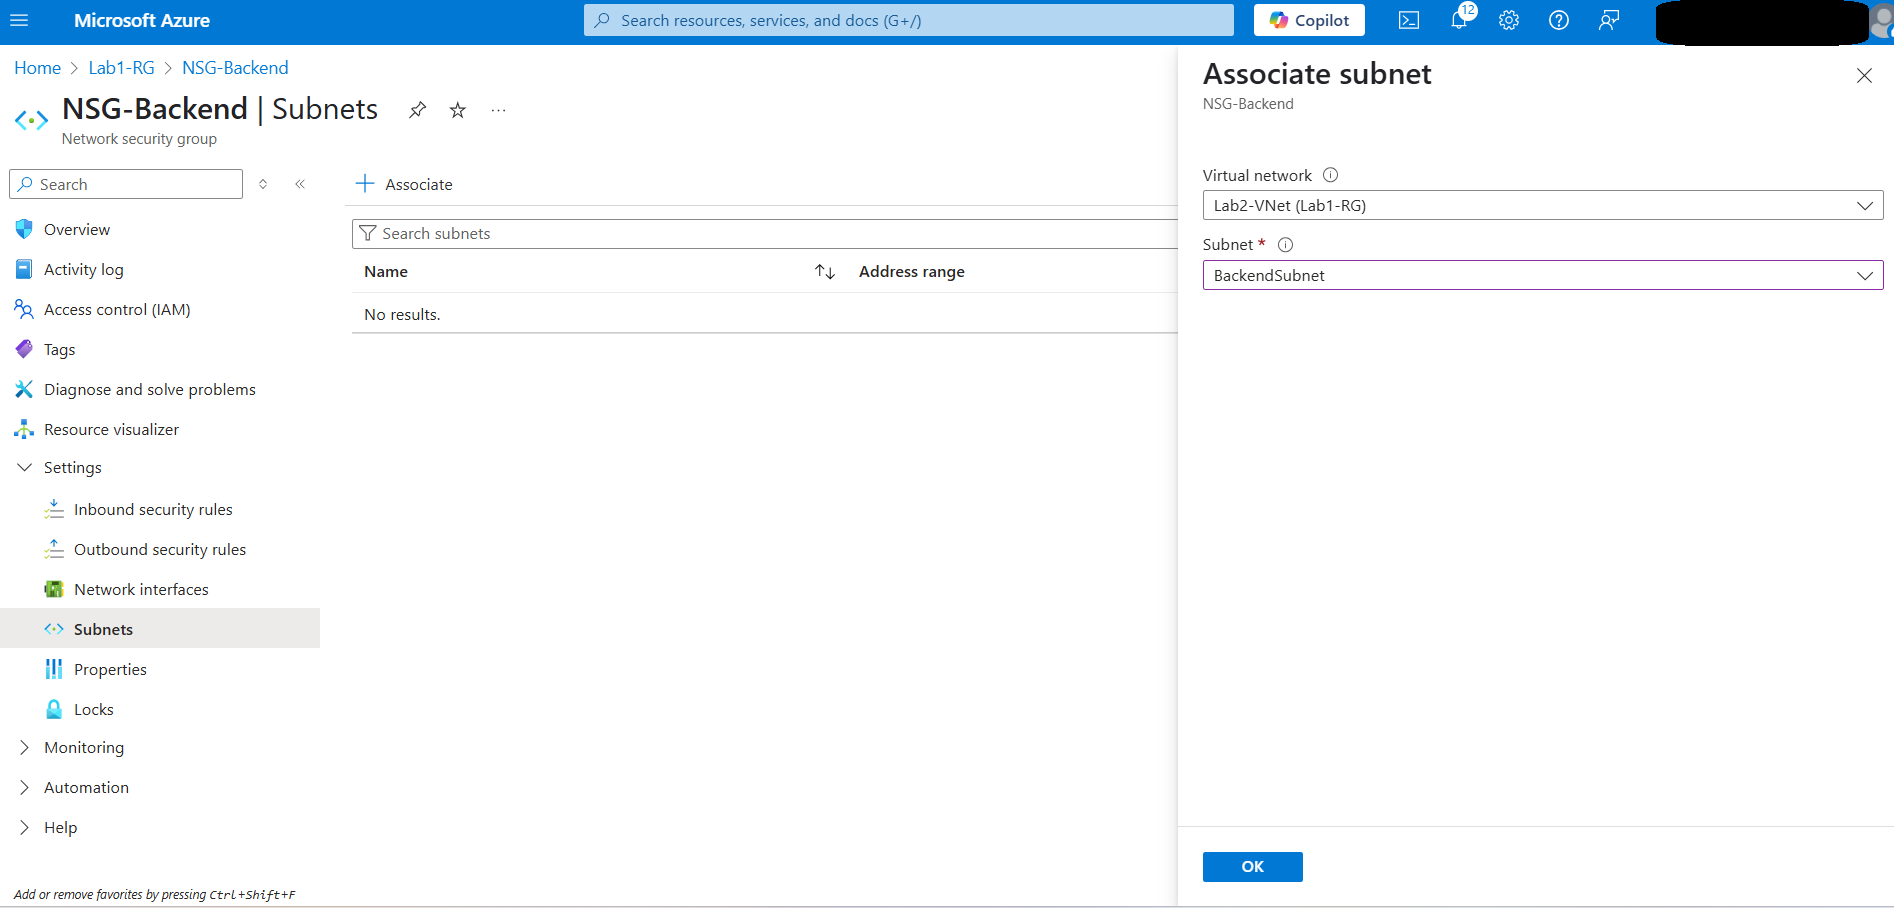 Microsoft Azure
Search resources, services, and docs (G+/)
Copilot
12
Home > Lab1-RG > NSG-Backend
NSG-Backend | Subnets
Network security group
Search
Overview
Activity log
Access control (IAM)
Tags
Diagnose and solve problems
Resource visualizer
Settings
Inbound security rules
Outbound security rules
Network interfaces
Subnets
Properties
Locks
Monitoring
Automation
Help
Add or remove favorites by pressing Ctrl+Shift+F
Associate
Search subnets
Name Address range
No results.
Associate subnet
NSG-Backend
Virtual network
Lab2-VNet (Lab1-RG)
Subnet *
BackendSubnet
OK